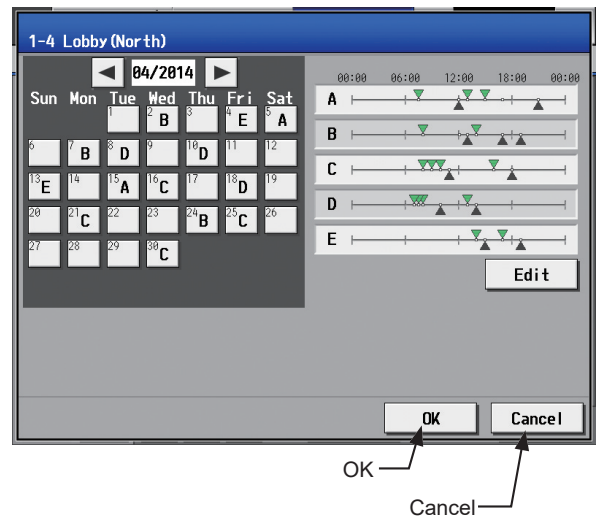 1-4 Lobby(North)
04/2014
Sun Mon Tue Wed Thu Fri Sat
1 2 B 3 4 E 5 A
6 7 B 8 D 9 10 D 11 12
13 E 14 15 A 16 C 17 18 D 19
20 21 C 22 23 24 B 25 C 26
27 28 29 30 C
00:00 06:00 12:00 18:00 00:00
A
B
C
D
E
Edit
OK Cancel
OK
Cancel